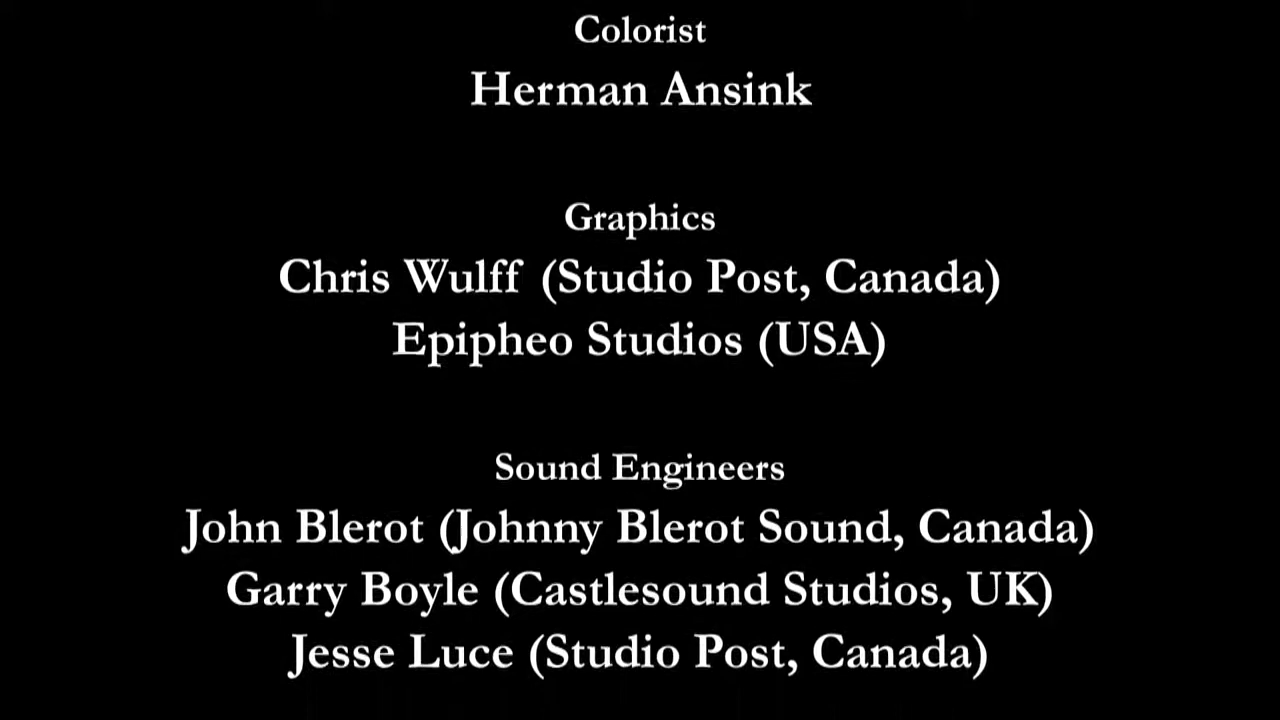 Colorist
Herman Ansink
Graphics
Chris Wulff (Studio Post, Canada)
Epipheo Studios (USA)
Sound Engineers
John Blerot (Johnny Blerot Sound, Canada)
Garry Boyle (Castlesound Studios, UK)
Jesse Luce (Studio Post, Canada)